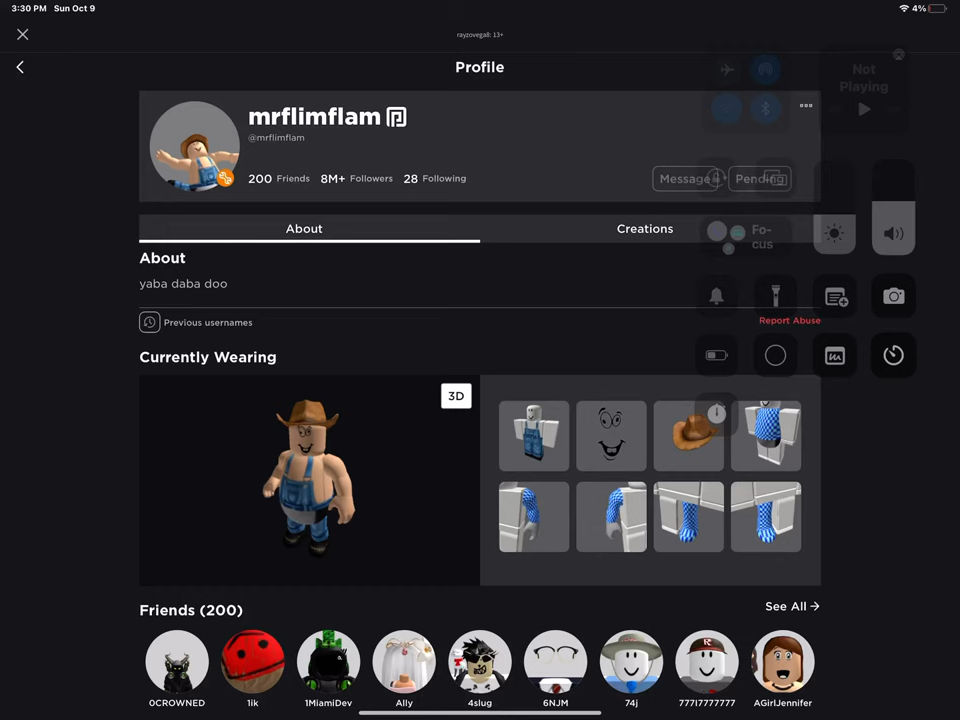 3:30 PM Sun Oct 9
4%
rayzovega8: 13+
Profile
Not
Playing
mrflimflam
@mrflimflam
200 Friends 8M+ Followers 28 Following
Message Pending
About Creations
Fo-
cus
About
yaba daba doo
Previous usernames
Report Abuse
Currently Wearing
3D
Friends (200)
See All →
0CROWNED 1ik 1MiamiDev Ally 4slug 6NJM 74j 777I7777777 AGirlJennifer